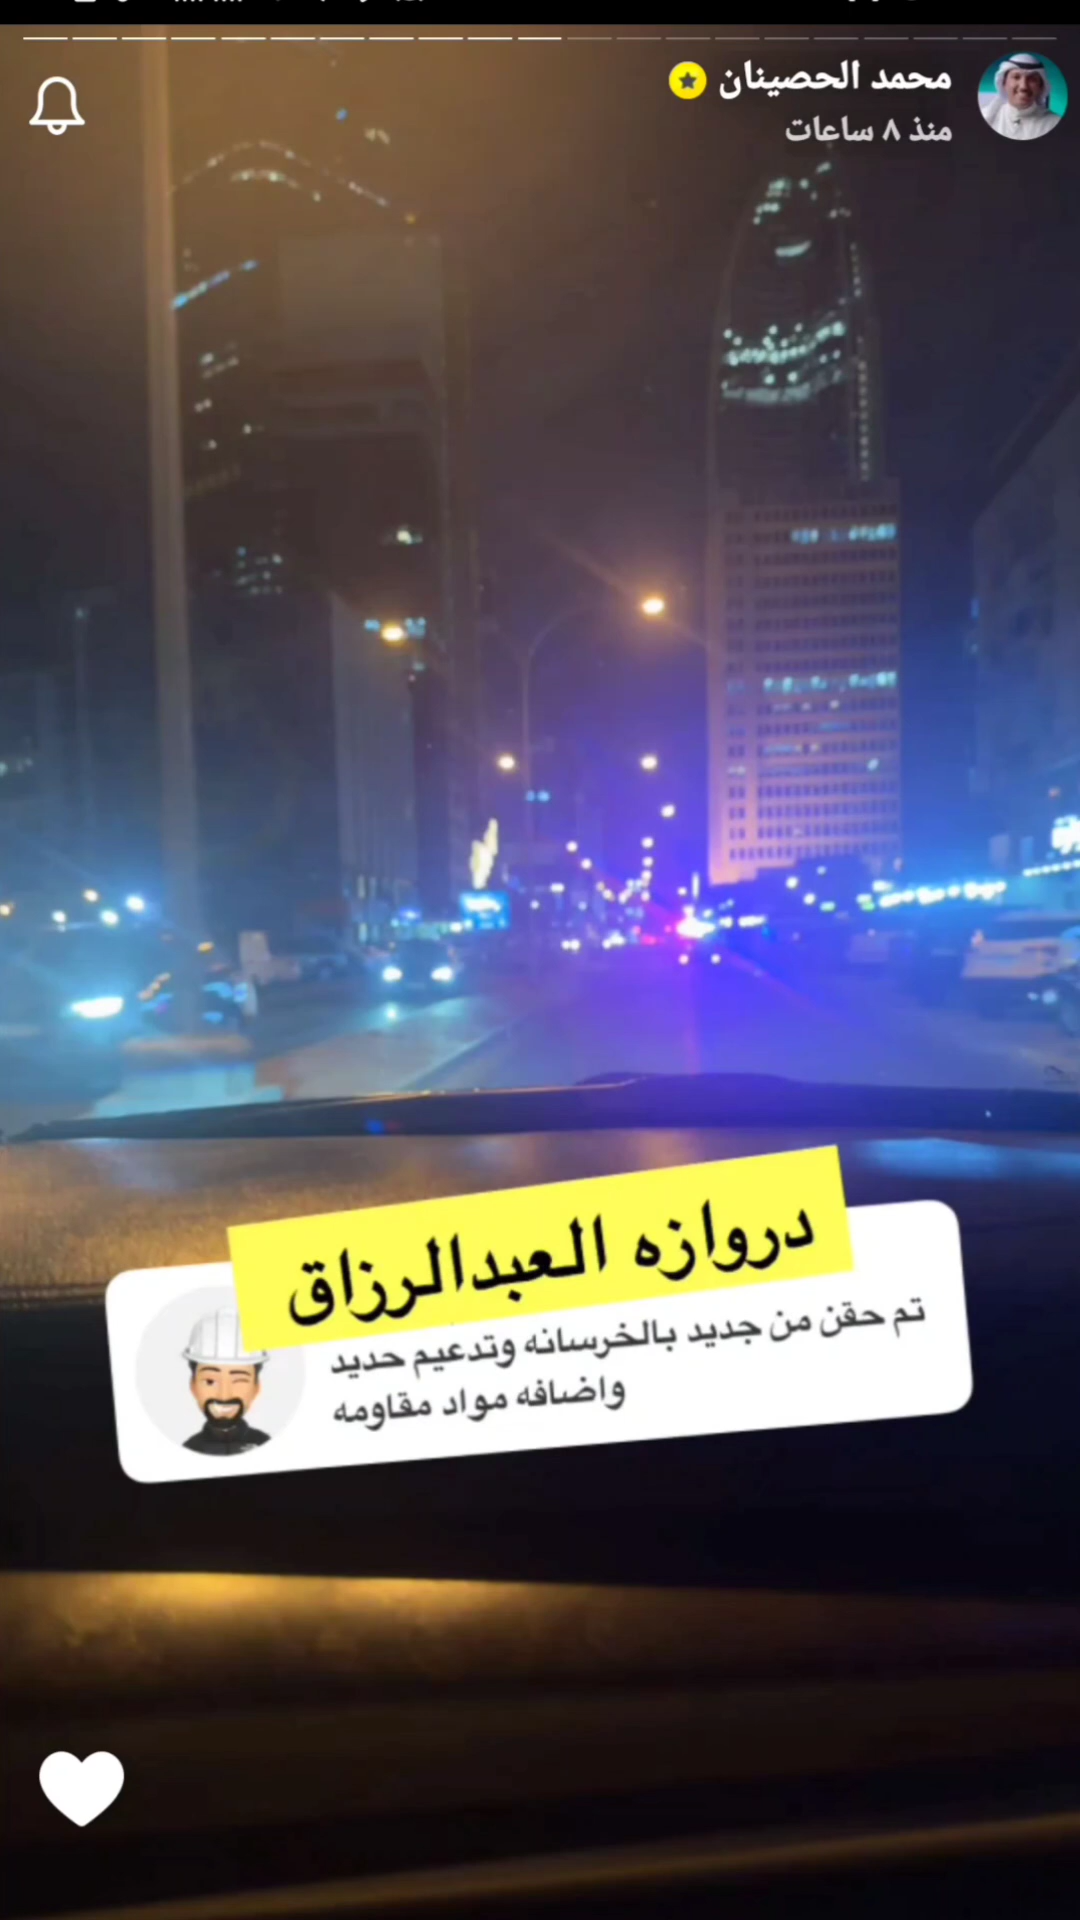 محمد الحصينان
منذ ٨ ساعات
دروازه العبدالرزاق
تم حقن من جديد بالخرسانه وتدعيم حديد
واضافه مواد مقاومه